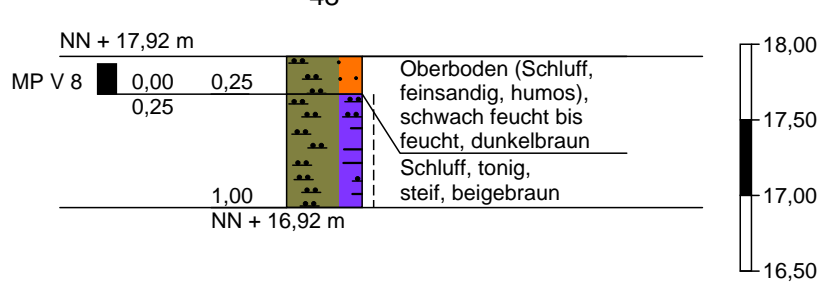 NN + 17,92 m
18,00
MP V 8 0,00 0,25
0,25
Oberboden (Schluff,
feinsandig, humos),
schwach feucht bis
feucht, dunkelbraun
17,50
Schluff, tonig,
steif, beigebraun
1,00
17,00
NN + 16,92 m
16,50